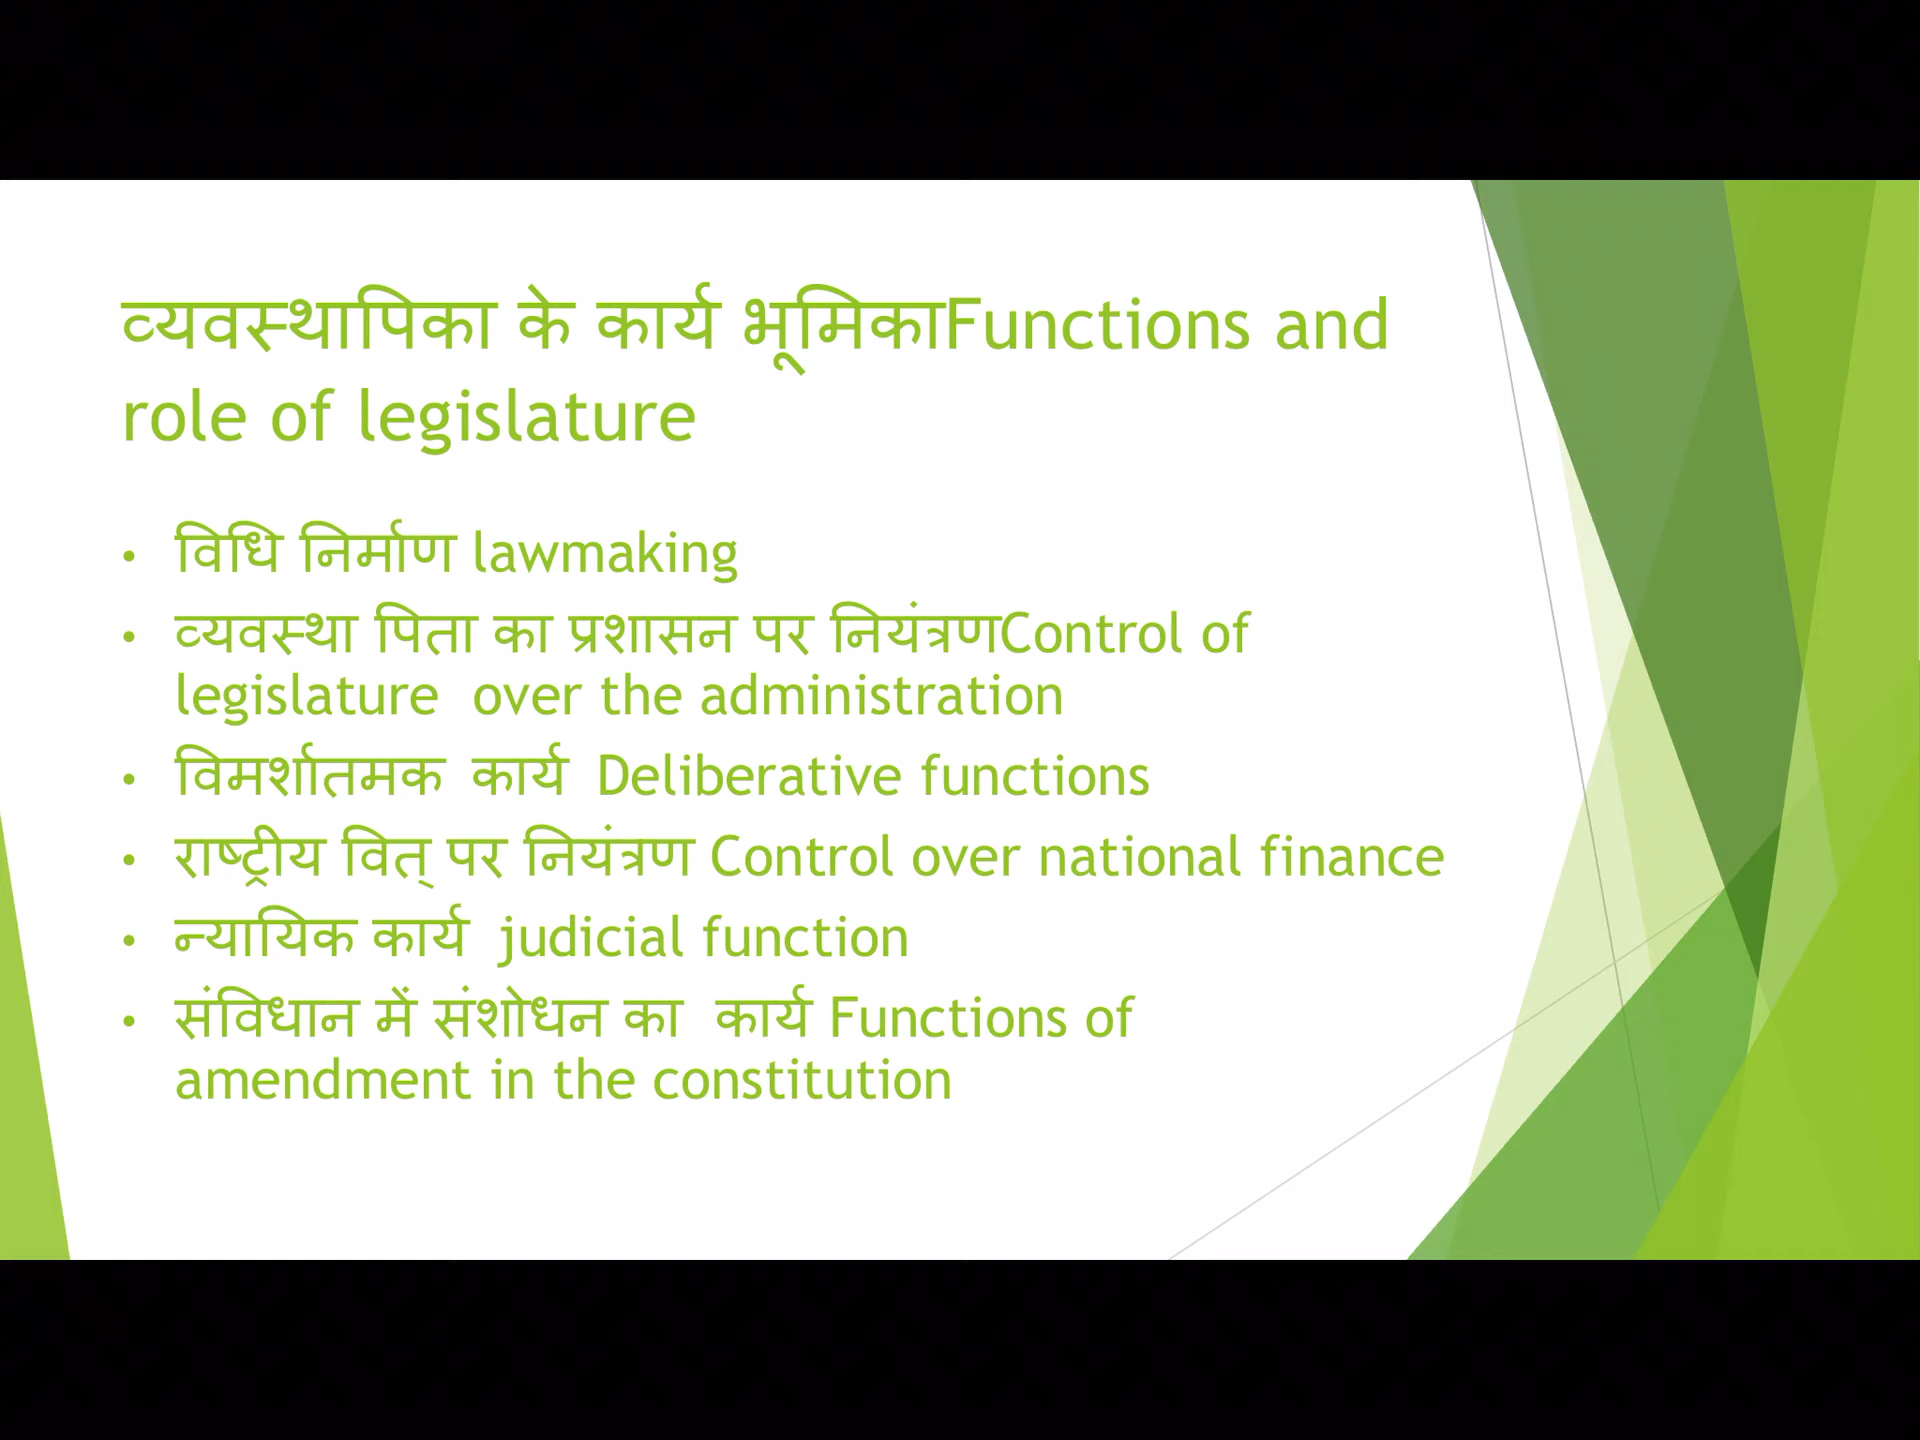 व्यवस्थापिका के कार्य भूमिकाFunctions and
role of legislature
• विधि निर्माण lawmaking
• व्यवस्था पिता का प्रशासन पर नियंत्रणControl of
legislature over the administration
• विमर्शातमक कार्य Deliberative functions
• राष्ट्रीय वित् पर नियंत्रण Control over national finance
• न्यायिक कार्य judicial function
• संविधान में संशोधन का कार्य Functions of
amendment in the constitution